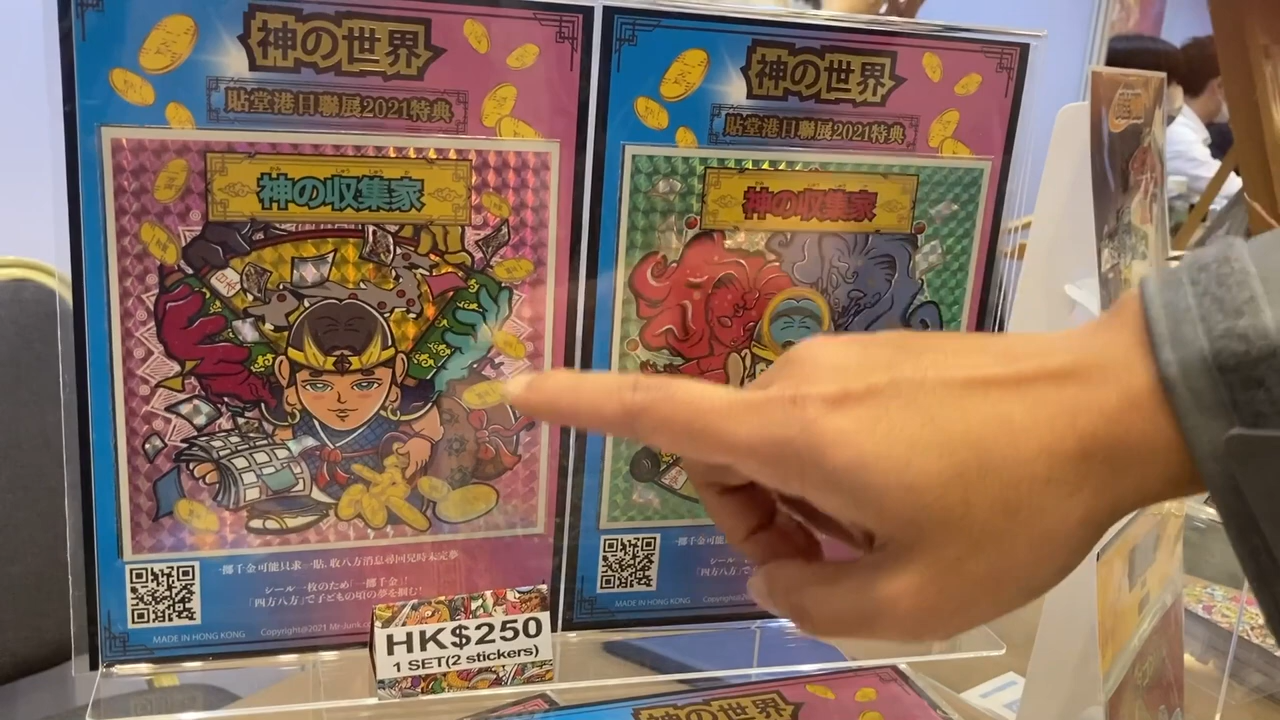 神の世界
貼堂港日聯展2021特典
神の収集家
一擲千金可能只求一貼,收八方消息尋回兒時未完夢
シール一枚のため「一擲千金」!
「四方八方」で子どもの頃の夢を掴む!
MADE IN HONG KONG
Copyright@2021 Mr-Junk.co
HK$250
1 SET(2 stickers)
神の世界
貼堂港日聯展2021特典
神の収集家
一擲千金可能
シール
「四方八方」で
MADE IN HONG KONG
Copyright@2
神の世界